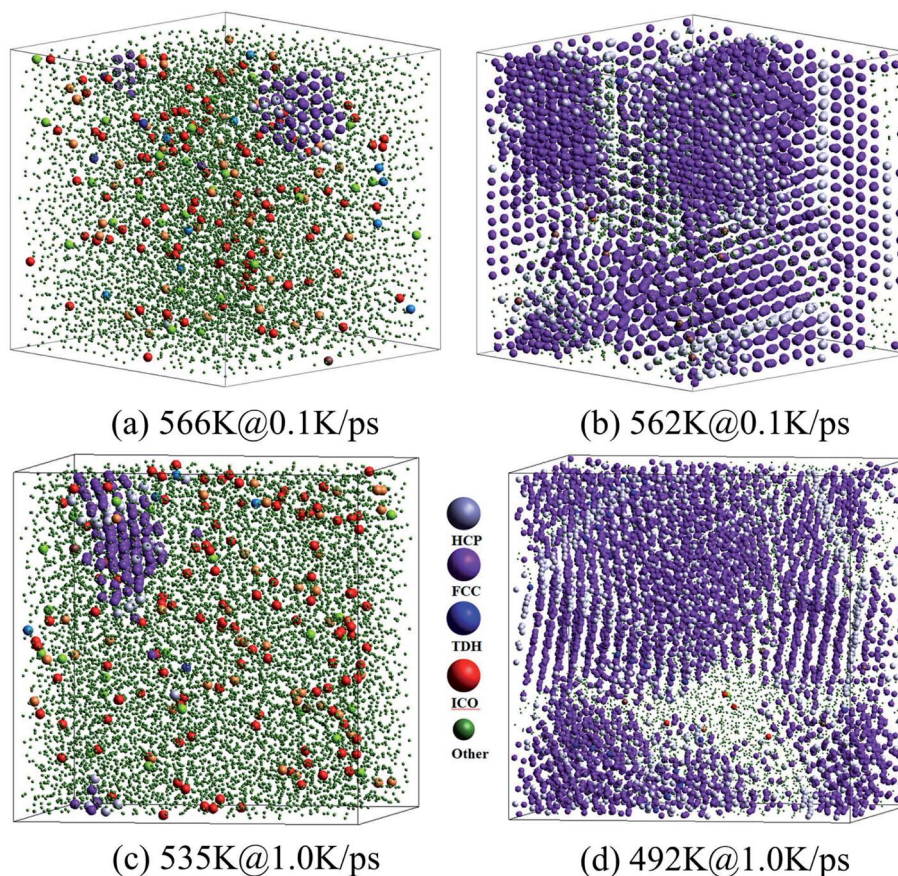 (a) 566K@0.1K/ps
(b) 562K@0.1K/ps
HCP
FCC
TDH
ICO
Other
(c) 535K@1.0K/ps
(d) 492K@1.0K/ps